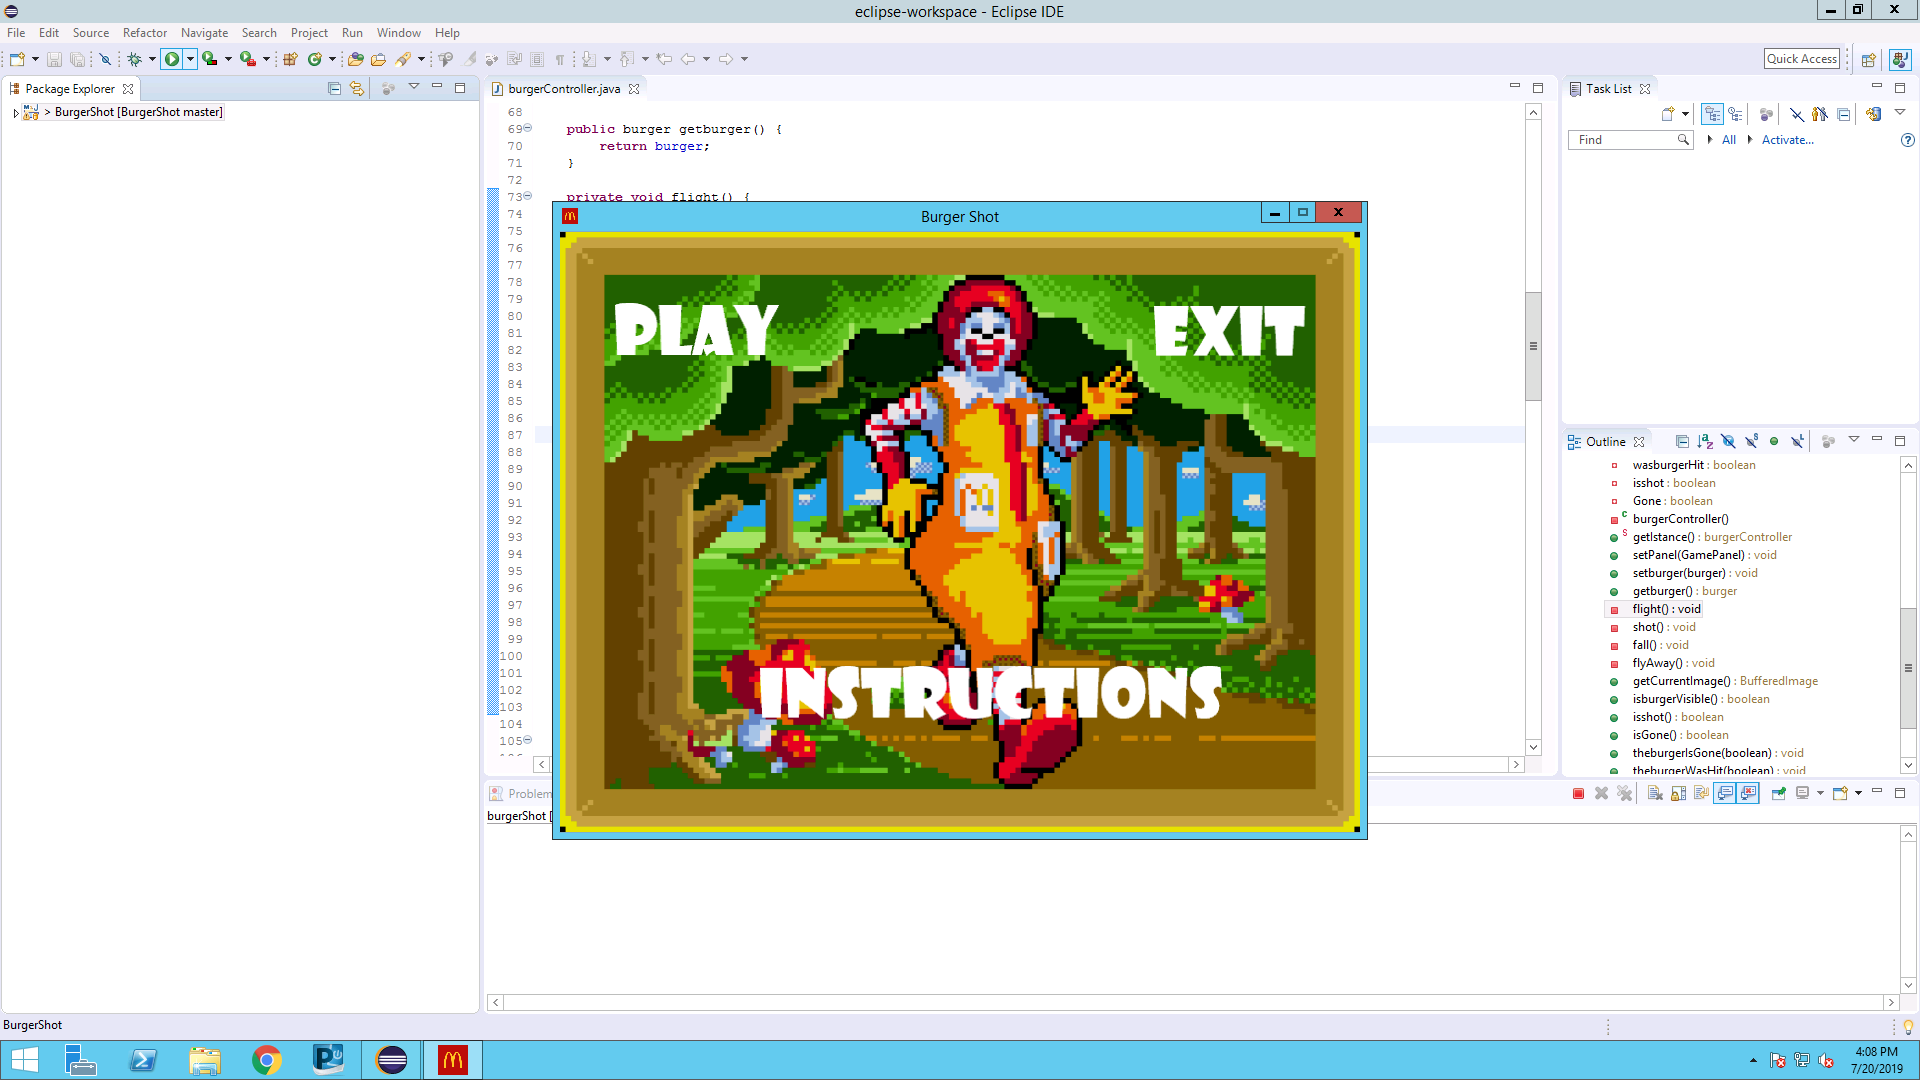 eclipse-workspace - Eclipse IDE
File Edit Source Refactor Navigate Search Project Run Window Help
Quick Access
Package Explorer
> BurgerShot [BurgerShot master]
burgerController.java
68
69 public burger getburger() {
70 return burger;
71 }
72
73 private void flight() {
74
75
76
77
78
79
80
81
82
83
84
85
86
87
88
89
90
91
92
93
94
95
96
97
98
99
100
101
102
103
104
105
Burger Shot
PLAY
EXIT
INSTRUCTIONS
Task List
Find
All
Activate...
Outline
wasburgerHit : boolean
isshot : boolean
Gone : boolean
burgerController()
getIstance() : burgerController
setPanel(GamePanel) : void
setburger(burger) : void
getburger() : burger
flight() : void
shot() : void
fall() : void
flyAway() : void
getCurrentImage() : BufferedImage
isburgerVisible() : boolean
isshot() : boolean
isGone() : boolean
theburgerIsGone(boolean) : void
theburgerWasHit(boolean) : void
Problem
burgerShot [
BurgerShot
4:08 PM
7/20/2019